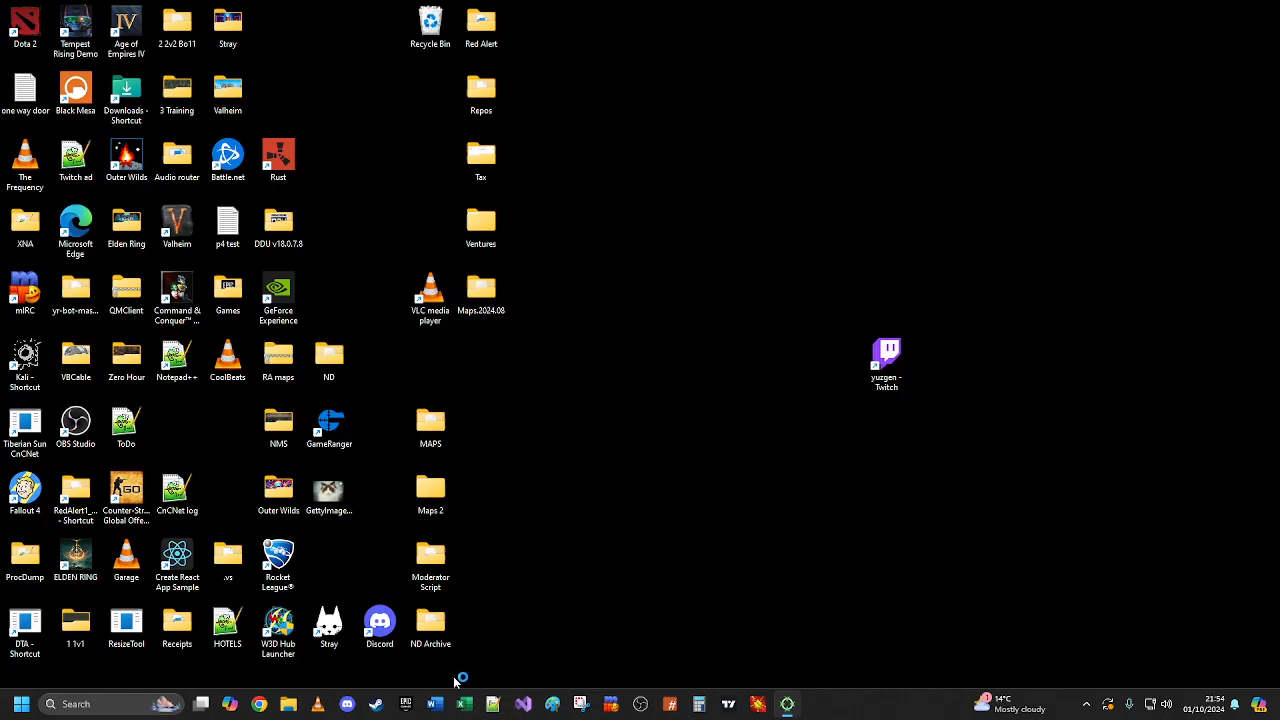 Dota 2
Tempest
Rising Demo
Age of
Empires IV
2 2v2 Bo11
Stray
Recycle Bin
Red Alert
one way door
Black Mesa
Downloads -
Shortcut
3 Training
Valheim
Repos
The
Frequency
Twitch ad
Outer Wilds
Audio router
Battle.net
Rust
Tax
XNA
Microsoft
Edge
Elden Ring
Valheim
p4 test
DDU v18.0.7.8
Ventures
mIRC
yr-bot-mas...
QMClient
Command &
Conquer™ ...
Games
GeForce
Experience
VLC media
player
Maps.2024.08
Kali -
Shortcut
VBCable
Zero Hour
Notepad++
CoolBeats
RA maps
ND
yuzgen -
Twitch
Tiberian Sun
CnCNet
OBS Studio
ToDo
NMS
GameRanger
MAPS
Fallout 4
RedAlert1_...
- Shortcut
Counter-Str...
Global Offe...
CnCNet log
Outer Wilds
GettyImage...
Maps 2
ProcDump
ELDEN RING
Garage
Create React
App Sample
.vs
Rocket
League®
Moderator
Script
DTA -
Shortcut
1 1v1
ResizeTool
Receipts
HOTELS
W3D Hub
Launcher
Stray
Discord
ND Archive
Search
14°C
Mostly cloudy
21:54
01/10/2024